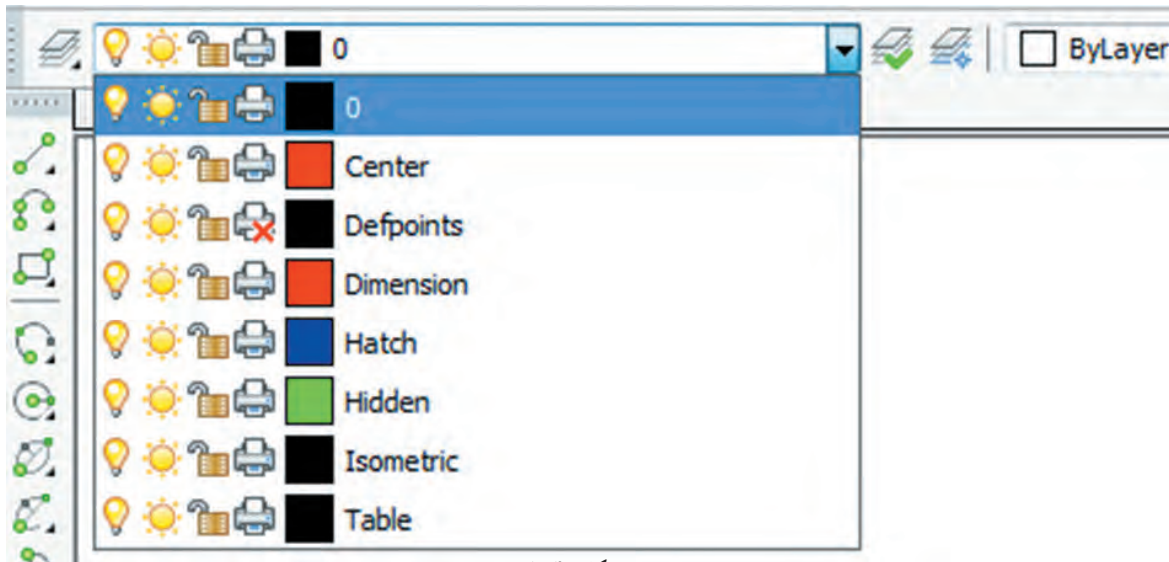 0
ByLayer
0
Center
Defpoints
Dimension
Hatch
Hidden
Isometric
Table